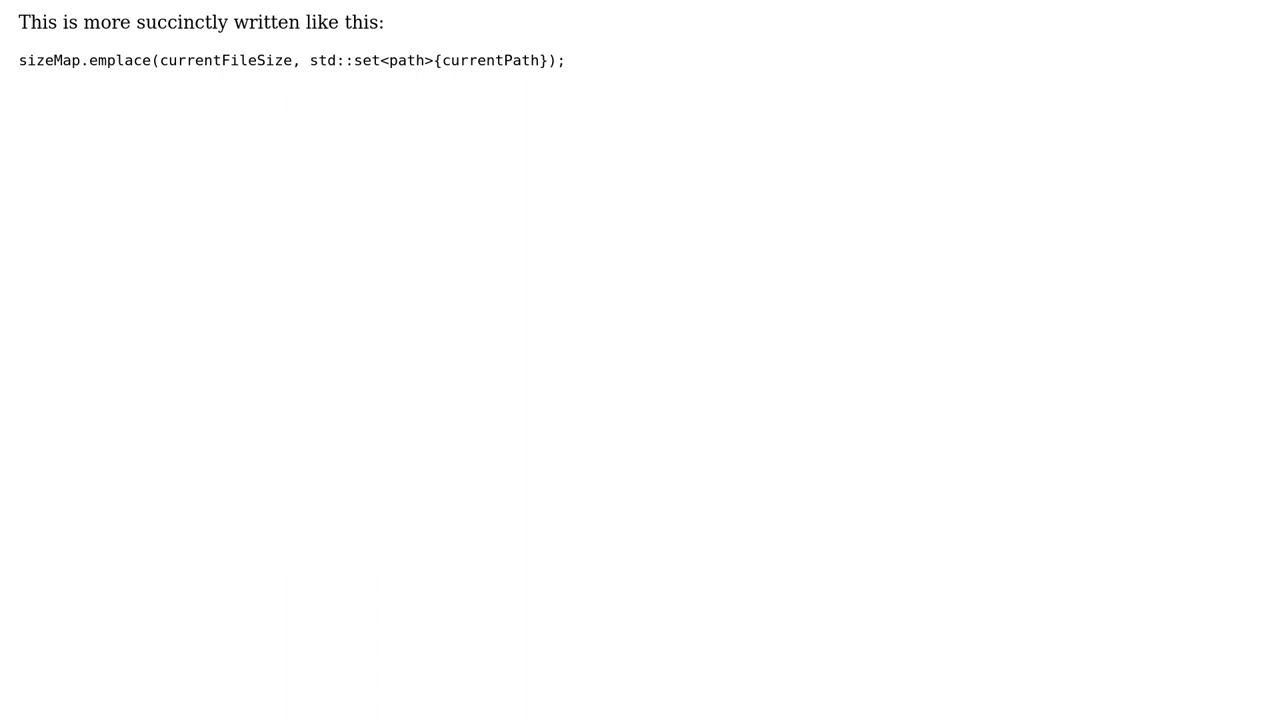 This is more succinctly written like this:
sizeMap.emplace(currentFileSize, std::set<path>{currentPath});